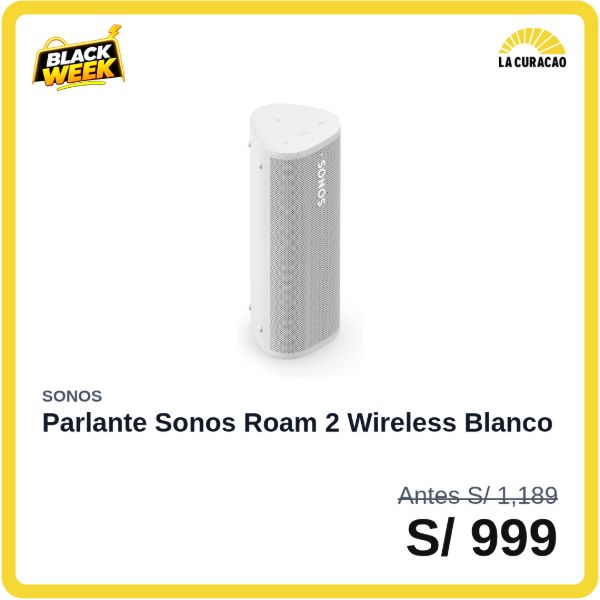 BLACK
WEEK
LA CURACAO
SONOS
SONOS
Parlante Sonos Roam 2 Wireless Blanco
Antes S/ 1,189
S/ 999